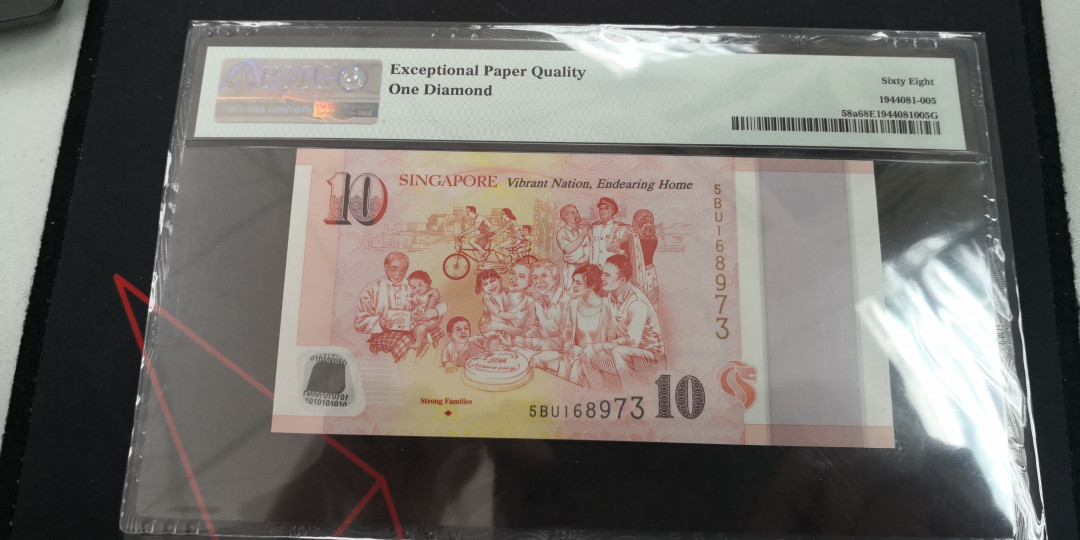 Exceptional Paper Quality
One Diamond
Sixty Eight
1944081-005
58a68E1944081005G
10
SINGAPORE Vibrant Nation, Endearing Home
5BU168973
Strong Families
5BU168973 10
1010101010